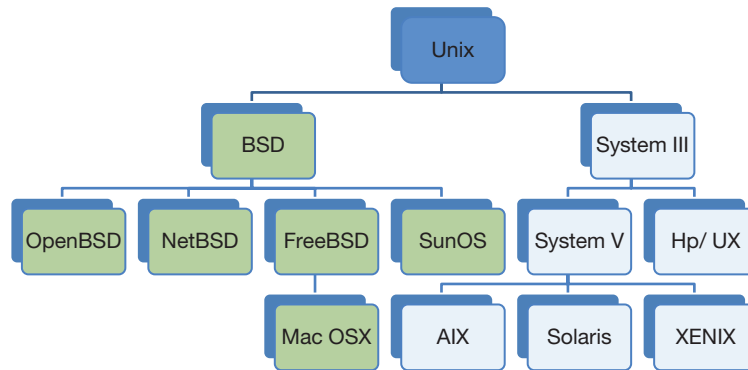 Unix
BSD
System III
OpenBSD
NetBSD
FreeBSD
SunOS
System V
Hp/ UX
Mac OSX
AIX
Solaris
XENIX